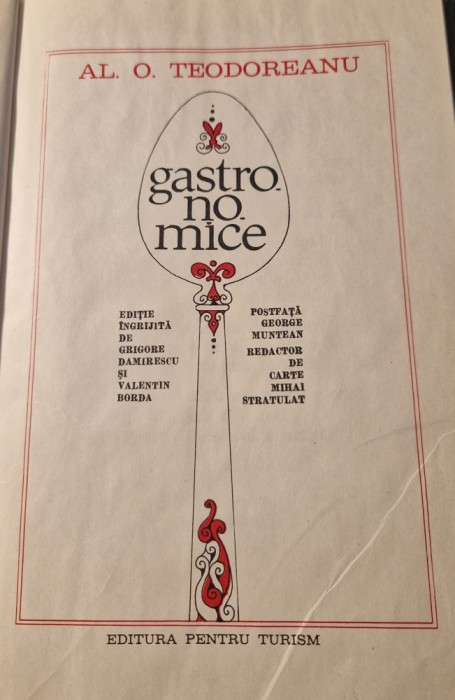 AL. O. TEODOREANU
gastro-
no-
mice
EDIȚIE
ÎNGRIJITĂ
DE
GRIGORE
DAMIRESCU
ȘI
VALENTIN
BORDA
POSTFAȚĂ
GEORGE
MUNTEAN
REDACTOR
DE
CARTE
MIHAI
STRATULAT
EDITURA PENTRU TURISM